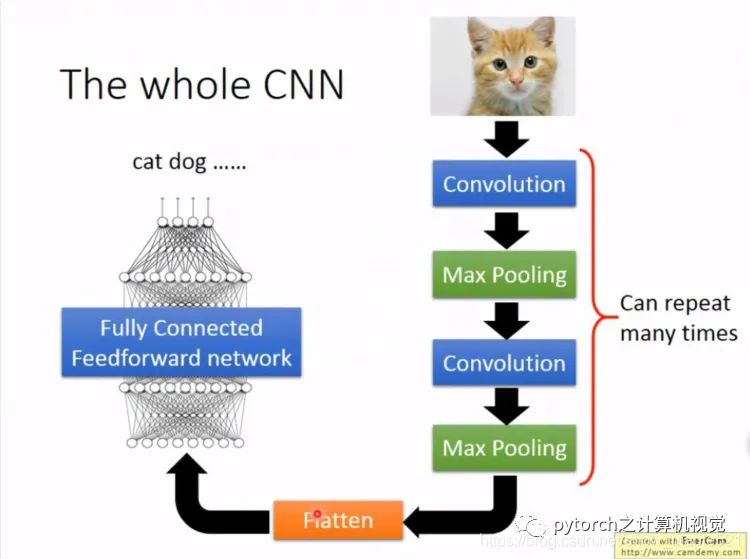 The whole CNN
cat dog ……
Convolution
Max Pooling
Can repeat
many times
Convolution
Max Pooling
Fully Connected
Feedforward network
Flatten
pytorch之计算机视觉
https://blog.csdn.net
Created with EverCam.
http://www.camdemy.com